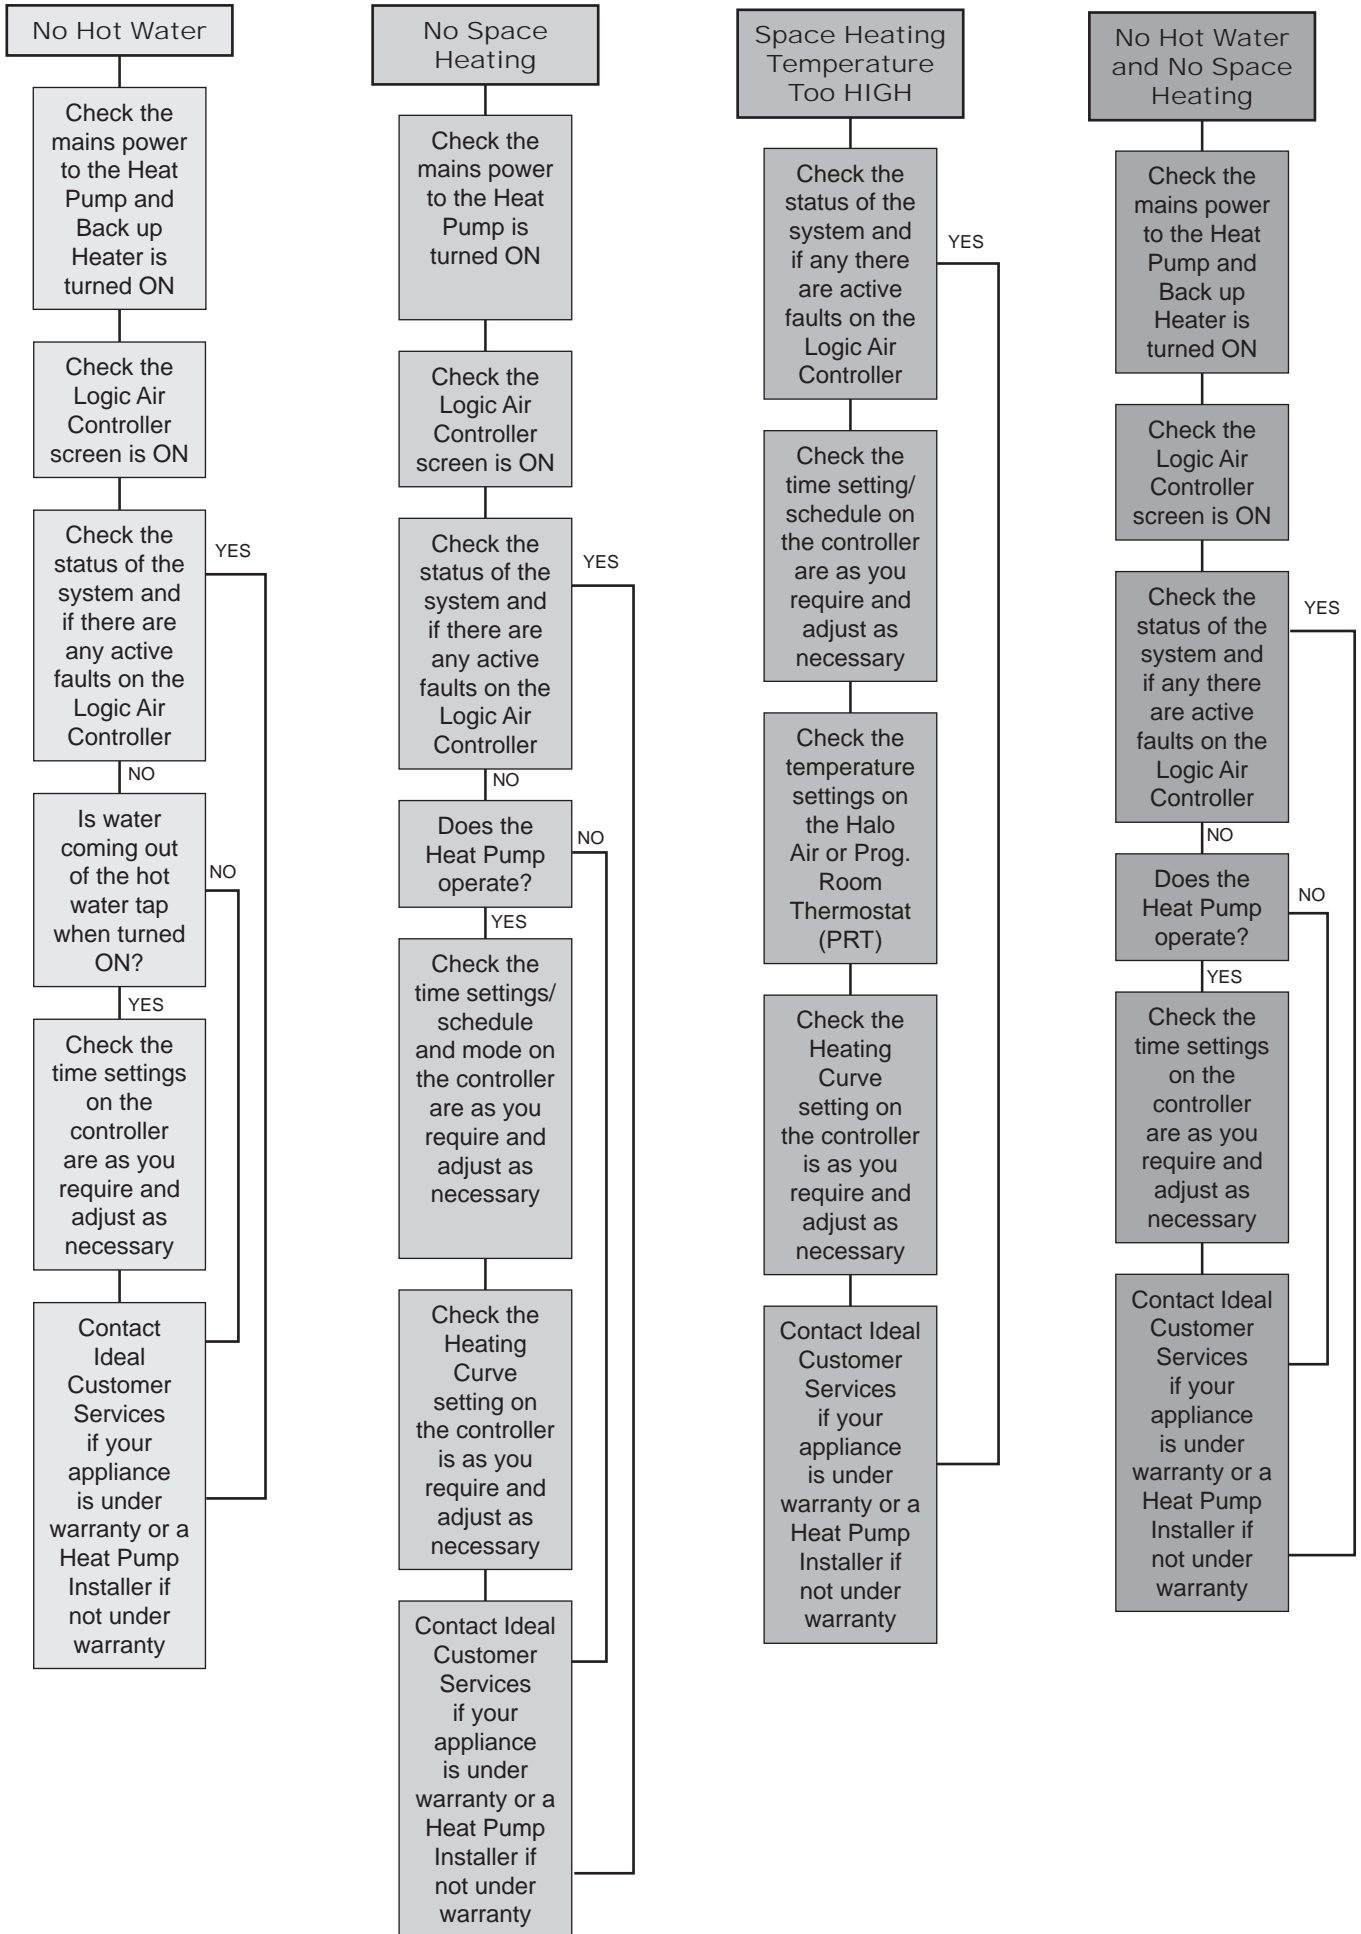 No Hot Water
Check the
mains power
to the Heat
Pump and
Back up
Heater is
turned ON
Check the
Logic Air
Controller
screen is ON
Check the
status of the
system and
if there are
any active
faults on the
Logic Air
Controller
YES
NO
Is water
coming out
of the hot
water tap
when turned
ON?
NO
YES
Check the
time settings
on the
controller
are as you
require and
adjust as
necessary
Contact
Ideal
Customer
Services
if your
appliance
is under
warranty or a
Heat Pump
Installer if
not under
warranty
No Space
Heating
Check the
mains power
to the Heat
Pump is
turned ON
Check the
Logic Air
Controller
screen is ON
Check the
status of the
system and
if there are
any active
faults on the
Logic Air
Controller
YES
NO
Does the
Heat Pump
operate?
NO
YES
Check the
time settings/
schedule
and mode on
the controller
are as you
require and
adjust as
necessary
Check the
Heating
Curve
setting on
the controller
is as you
require and
adjust as
necessary
Contact Ideal
Customer
Services
if your
appliance
is under
warranty or a
Heat Pump
Installer if
not under
warranty
Space Heating
Temperature
Too HIGH
Check the
status of the
system and
if any there
are active
faults on the
Logic Air
Controller
YES
Check the
time setting/
schedule on
the controller
are as you
require and
adjust as
necessary
Check the
temperature
settings on
the Halo
Air or Prog.
Room
Thermostat
(PRT)
Check the
Heating
Curve
setting on
the controller
is as you
require and
adjust as
necessary
Contact Ideal
Customer
Services
if your
appliance
is under
warranty or a
Heat Pump
Installer if
not under
warranty
No Hot Water
and No Space
Heating
Check the
mains power
to the Heat
Pump and
Back up
Heater is
turned ON
Check the
Logic Air
Controller
screen is ON
Check the
status of the
system and
if any there
are active
faults on the
Logic Air
Controller
YES
NO
Does the
Heat Pump
operate?
NO
YES
Check the
time settings
on the
controller
are as you
require and
adjust as
necessary
Contact Ideal
Customer
Services
if your
appliance
is under
warranty or a
Heat Pump
Installer if
not under
warranty